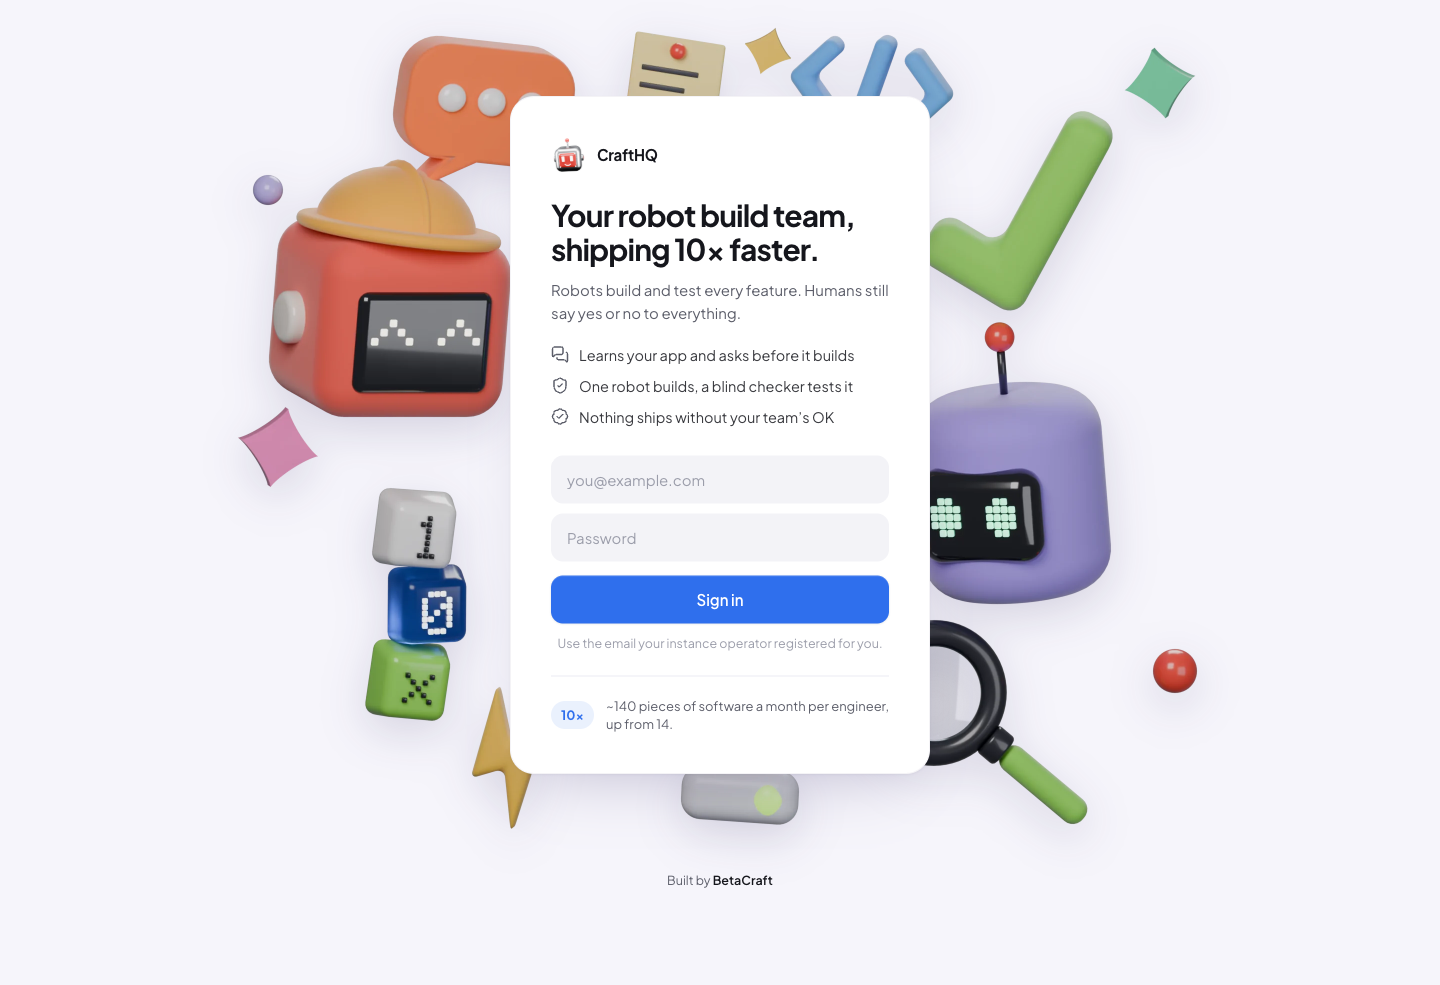 CraftHQ
Your robot build team,
shipping 10× faster.
Robots build and test every feature. Humans still
say yes or no to everything.
Learns your app and asks before it builds
One robot builds, a blind checker tests it
Nothing ships without your team's OK
you@example.com
Password
Sign in
Use the email your instance operator registered for you.
10×
~140 pieces of software a month per engineer,
up from 14.
1
0
X
Built by BetaCraft